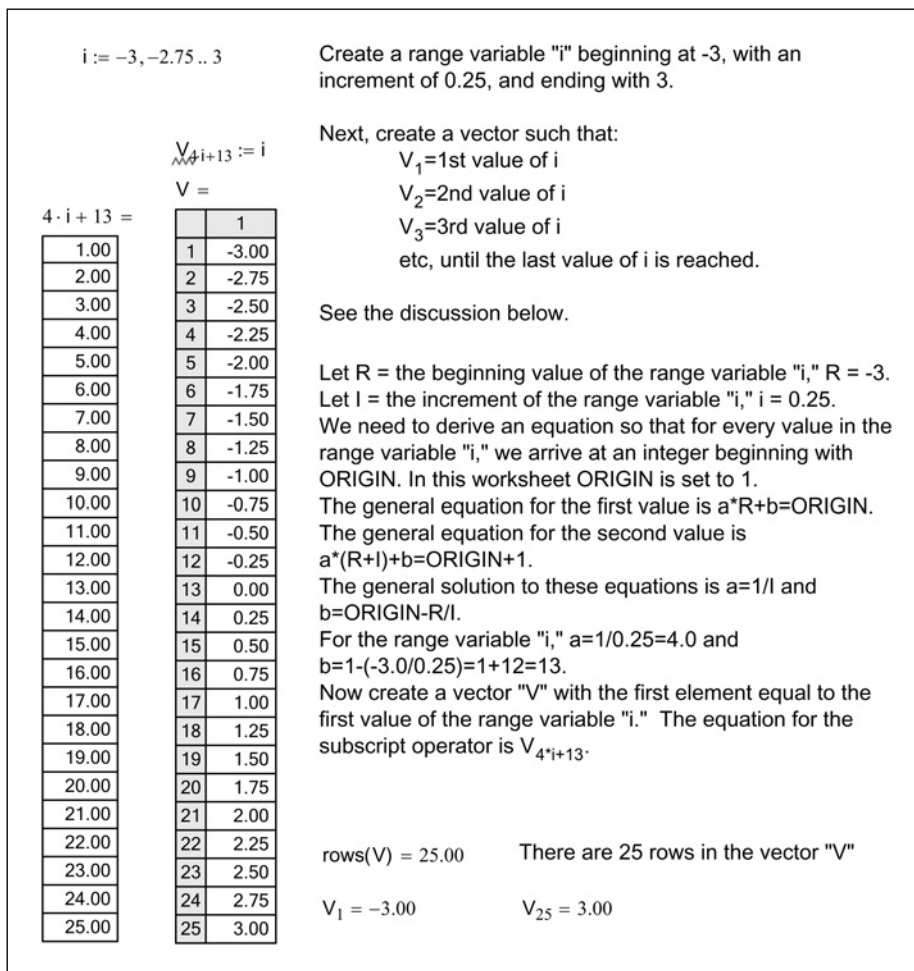 i := −3, −2.75 .. 3
Create a range variable "i" beginning at -3, with an
increment of 0.25, and ending with 3.
Next, create a vector such that:
V4i+13 := i
V1=1st value of i
V2=2nd value of i
V3=3rd value of i
etc, until the last value of i is reached.
See the discussion below.
4 · i + 13 =
1.00
2.00
3.00
4.00
5.00
6.00
7.00
8.00
9.00
10.00
11.00
12.00
13.00
14.00
15.00
16.00
17.00
18.00
19.00
20.00
21.00
22.00
23.00
24.00
25.00
V =
1
1 -3.00
2 -2.75
3 -2.50
4 -2.25
5 -2.00
6 -1.75
7 -1.50
8 -1.25
9 -1.00
10 -0.75
11 -0.50
12 -0.25
13 0.00
14 0.25
15 0.50
16 0.75
17 1.00
18 1.25
19 1.50
20 1.75
21 2.00
22 2.25
23 2.50
24 2.75
25 3.00
Let R = the beginning value of the range variable "i," R = -3.
Let I = the increment of the range variable "i," i = 0.25.
We need to derive an equation so that for every value in the
range variable "i," we arrive at an integer beginning with
ORIGIN. In this worksheet ORIGIN is set to 1.
The general equation for the first value is a*R+b=ORIGIN.
The general equation for the second value is
a*(R+I)+b=ORIGIN+1.
The general solution to these equations is a=1/I and
b=ORIGIN-R/I.
For the range variable "i," a=1/0.25=4.0 and
b=1-(-3.0/0.25)=1+12=13.
Now create a vector "V" with the first element equal to the
first value of the range variable "i." The equation for the
subscript operator is V4*i+13.
rows(V) = 25.00
There are 25 rows in the vector "V"
V1 = −3.00
V25 = 3.00